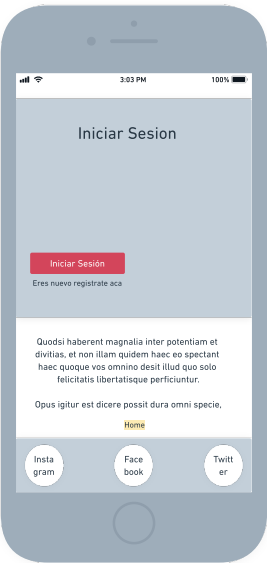 3:03 PM
100%
Iniciar Sesion
Iniciar Sesión
Eres nuevo registrate aca
Quodsi haberent magnalia inter potentiam et
divitias, et non illam quidem haec eo spectant
haec quoque vos omnino desit illud quo solo
felicitatis libertatisque perficiuntur.
Opus igitur est dicere possit dura omni specie,
Home
Insta
gram
Face
book
Twitt
er